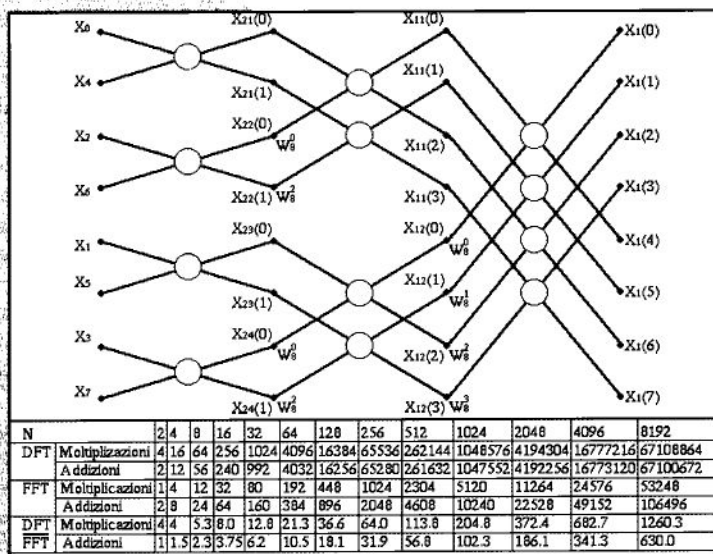 X0 X21(0) X11(0) X1(0)
X4 X21(1) X11(1) X1(1)
X2 X22(0) W8^0 X11(2) X1(2)
X6 X22(1) W8^2 X11(3) X1(3)
X1 X23(0) X12(0) W8^0 X1(4)
X5 X23(1) X12(1) W8^1 X1(5)
X3 X24(0) W8^0 X12(2) W8^2 X1(6)
X7 X24(1) W8^2 X12(3) W8^3 X1(7)
N 2 4 8 16 32 64 128 256 512 1024 2048 4096 8192
DFT Moltiplizazioni 4 16 64 256 1024 4096 16384 65536 262144 1048576 4194304 16777216 67108864
Addizioni 2 12 56 240 992 4032 16256 65280 261632 1047552 4192256 16773120 67100672
FFT Moltiplicazioni 1 4 12 32 80 192 448 1024 2304 5120 11264 24576 53248
Addizioni 2 8 24 64 160 384 896 2048 4608 10240 22528 49152 106496
DFT Moltiplicazioni 4 4 5.3 8.0 12.8 21.3 36.6 64.0 113.8 204.8 372.4 682.7 1260.3
FFT Addizioni 1 1.5 2.3 3.75 6.2 10.5 18.1 31.9 56.8 102.3 186.1 341.3 630.0